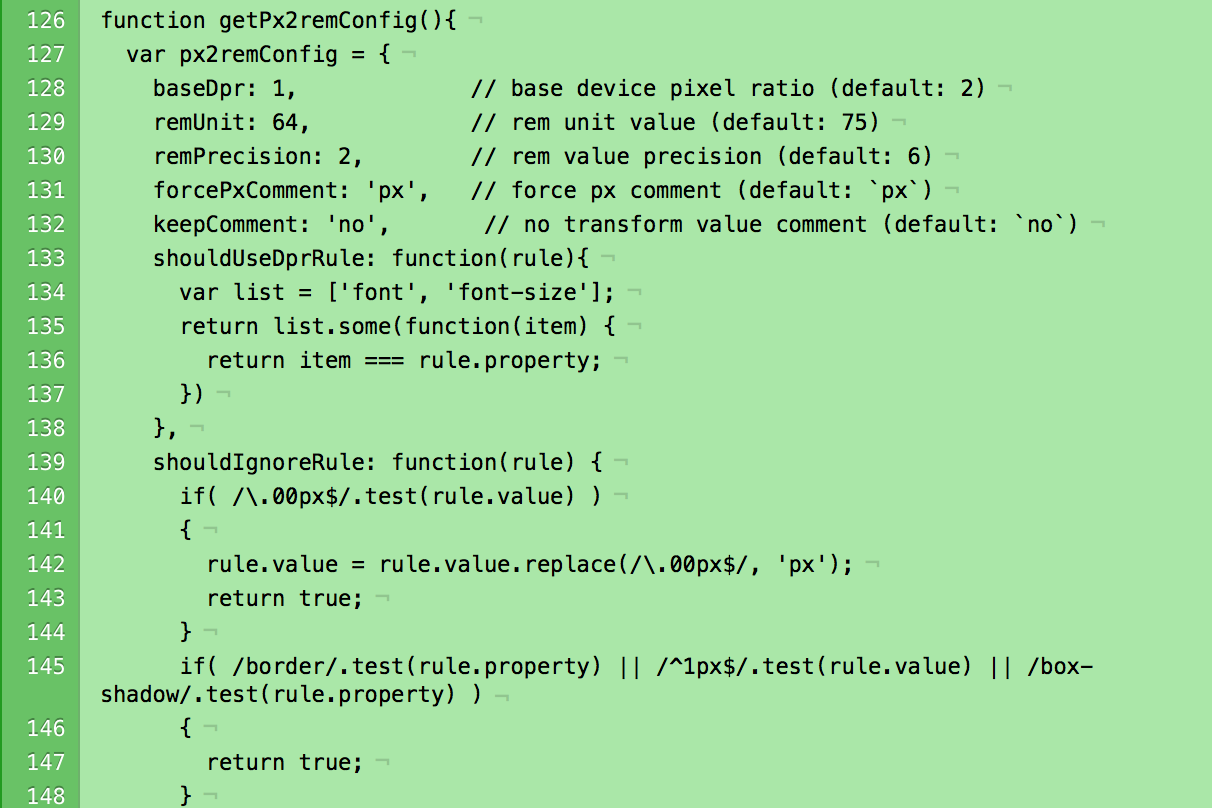 126 function getPx2remConfig(){ ¬
127   var px2remConfig = { ¬
128     baseDpr: 1,             // base device pixel ratio (default: 2) ¬
129     remUnit: 64,            // rem unit value (default: 75) ¬
130     remPrecision: 2,        // rem value precision (default: 6) ¬
131     forcePxComment: 'px',   // force px comment (default: `px`) ¬
132     keepComment: 'no',       // no transform value comment (default: `no`) ¬
133     shouldUseDprRule: function(rule){ ¬
134       var list = ['font', 'font-size']; ¬
135       return list.some(function(item) { ¬
136         return item === rule.property; ¬
137       }) ¬
138     }, ¬
139     shouldIgnoreRule: function(rule) { ¬
140       if( /\.00px$/.test(rule.value) ) ¬
141       { ¬
142         rule.value = rule.value.replace(/\.00px$/, 'px'); ¬
143         return true; ¬
144       } ¬
145       if( /border/.test(rule.property) || /^1px$/.test(rule.value) || /box-
shadow/.test(rule.property) ) ¬
146       { ¬
147         return true; ¬
148       } ¬